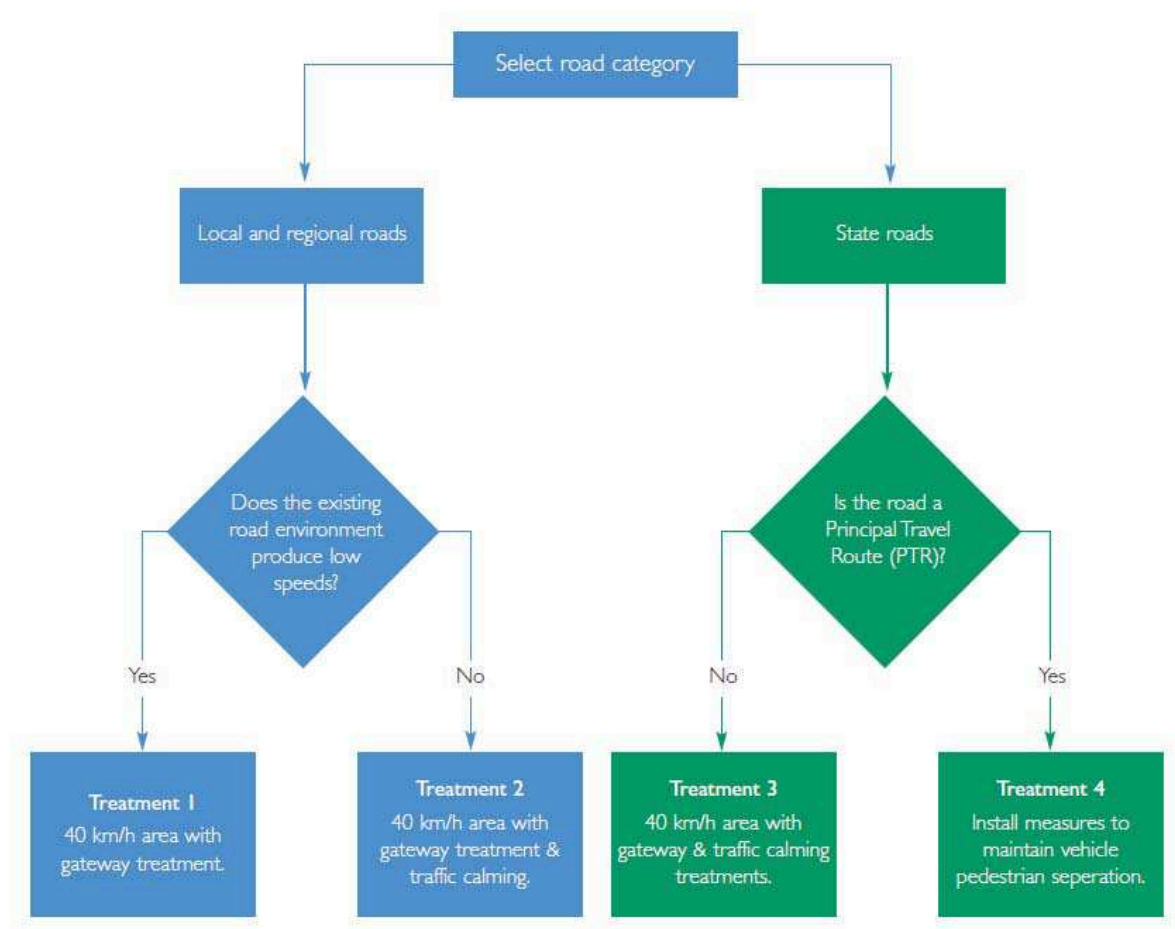 Select road category
Local and regional roads
State roads
Does the existing
road environment
produce low
speeds?
Is the road a
Principal Travel
Route (PTR)?
Yes
No
No
Yes
Treatment 1
40 km/h area with
gateway treatment.
Treatment 2
40 km/h area with
gateway treatment &
traffic calming.
Treatment 3
40 km/h area with
gateway & traffic calming
treatments.
Treatment 4
Install measures to
maintain vehicle
pedestrian seperation.